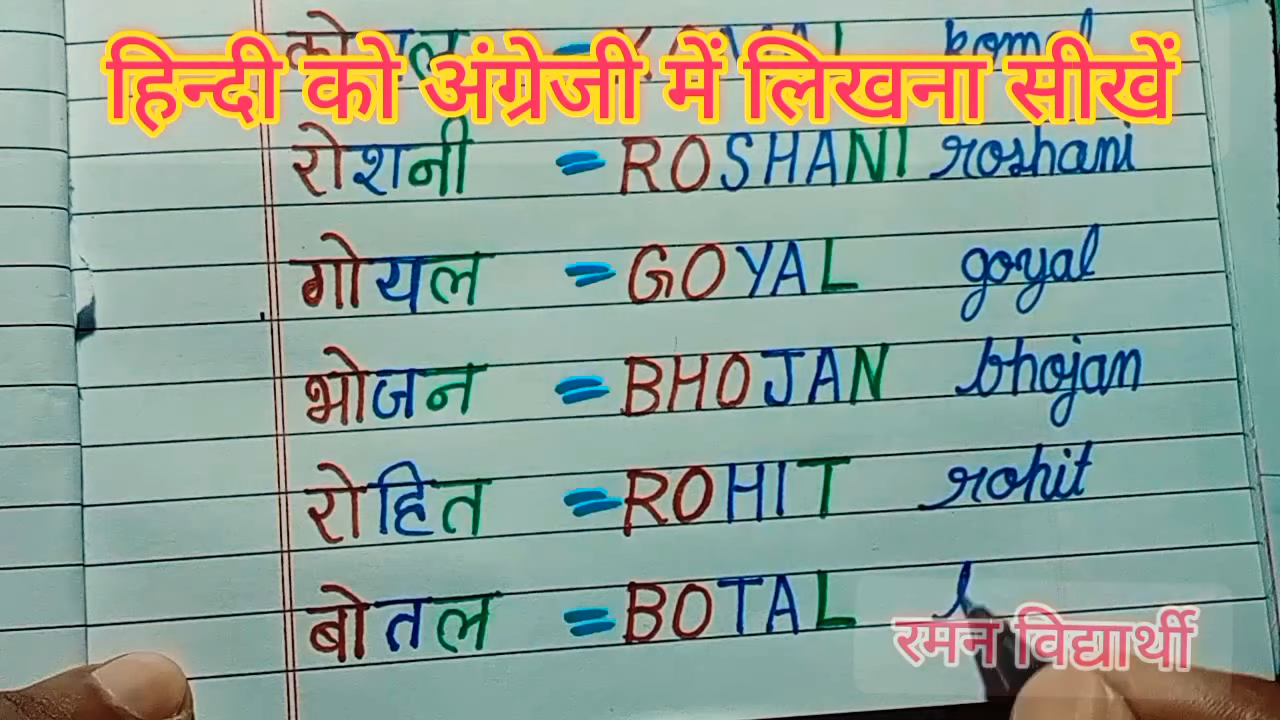 हिन्दी को अंग्रेजी में लिखना सीखें
रोशनी = ROSHANI roshani
गोयल = GOYAL goyal
भोजन = BHOJAN bhojan
रोहित = ROHIT rohit
बोतल = BOTAL
रमन विद्यार्थी